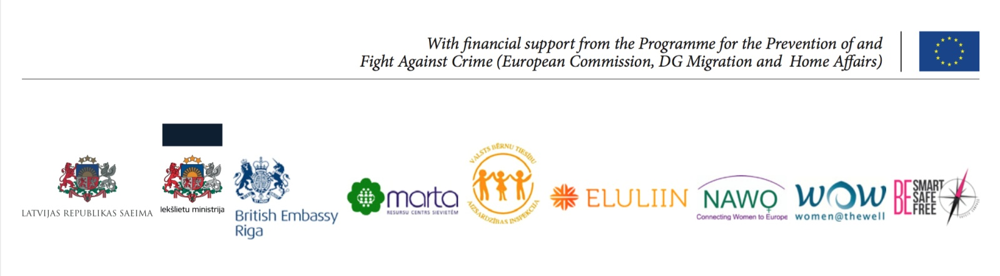 With financial support from the Programme for the Prevention of and
Fight Against Crime (European Commission, DG Migration and Home Affairs)
LATVIJAS REPUBLIKAS SAEIMA
Iekšlietu ministrija
British Embassy
Riga
marta
RESURSU CENTRS SIEVIETĒM
VALSTS BĒRNU TIESĪBU
AIZSARDZĪBAS INSPEKCIJA
ELULIIN
NAWO
Connecting Women to Europe
wow
women@thewell
BE SMART
SAFE
FREE